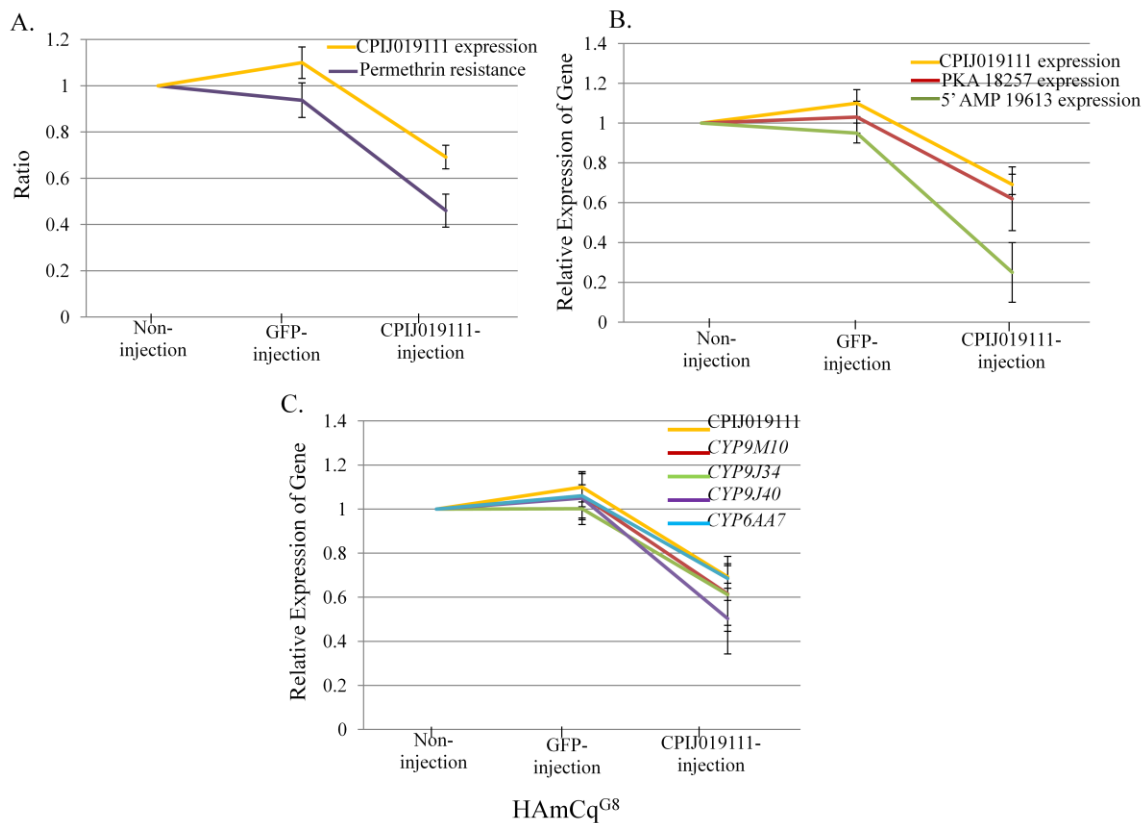 A.
CPIJ019111 expression
Permethrin resistance
Ratio
1.2
1
0.8
0.6
0.4
0.2
0
Non-
injection
GFP-
injection
CPIJ019111-
injection
B.
CPIJ019111 expression
PKA 18257 expression
5’ AMP 19613 expression
Relative Expression of Gene
1.4
1.2
1
0.8
0.6
0.4
0.2
0
Non-
injection
GFP-
injection
CPIJ019111-
injection
C.
CPIJ019111
CYP9M10
CYP9J34
CYP9J40
CYP6AA7
Relative Expression of Gene
1.4
1.2
1
0.8
0.6
0.4
0.2
0
Non-
injection
GFP-
injection
CPIJ019111-
injection
HAmCqG8